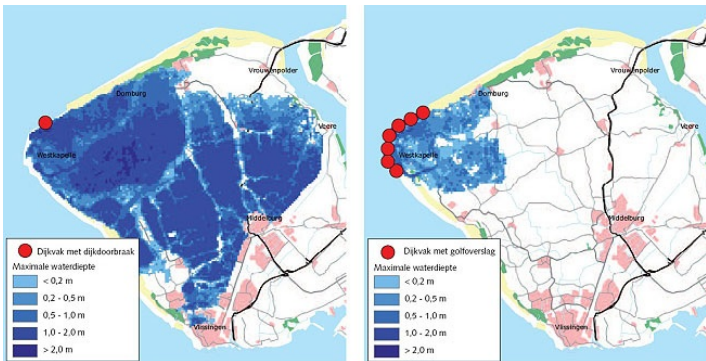 Domburg
Vrouwenpolder
Veere
Westkapelle
Middelburg
Vlissingen
Dijkvak met dijkdoorbraak
Maximale waterdiepte
< 0,2 m
0,2 - 0,5 m
0,5 - 1,0 m
1,0 - 2,0 m
> 2,0 m
Domburg
Vrouwenpolder
Veere
Westkapelle
Middelburg
Vlissingen
Dijkvak met golfoverslag
Maximale waterdiepte
< 0,2 m
0,2 - 0,5 m
0,5 - 1,0 m
1,0 - 2,0 m
> 2,0 m